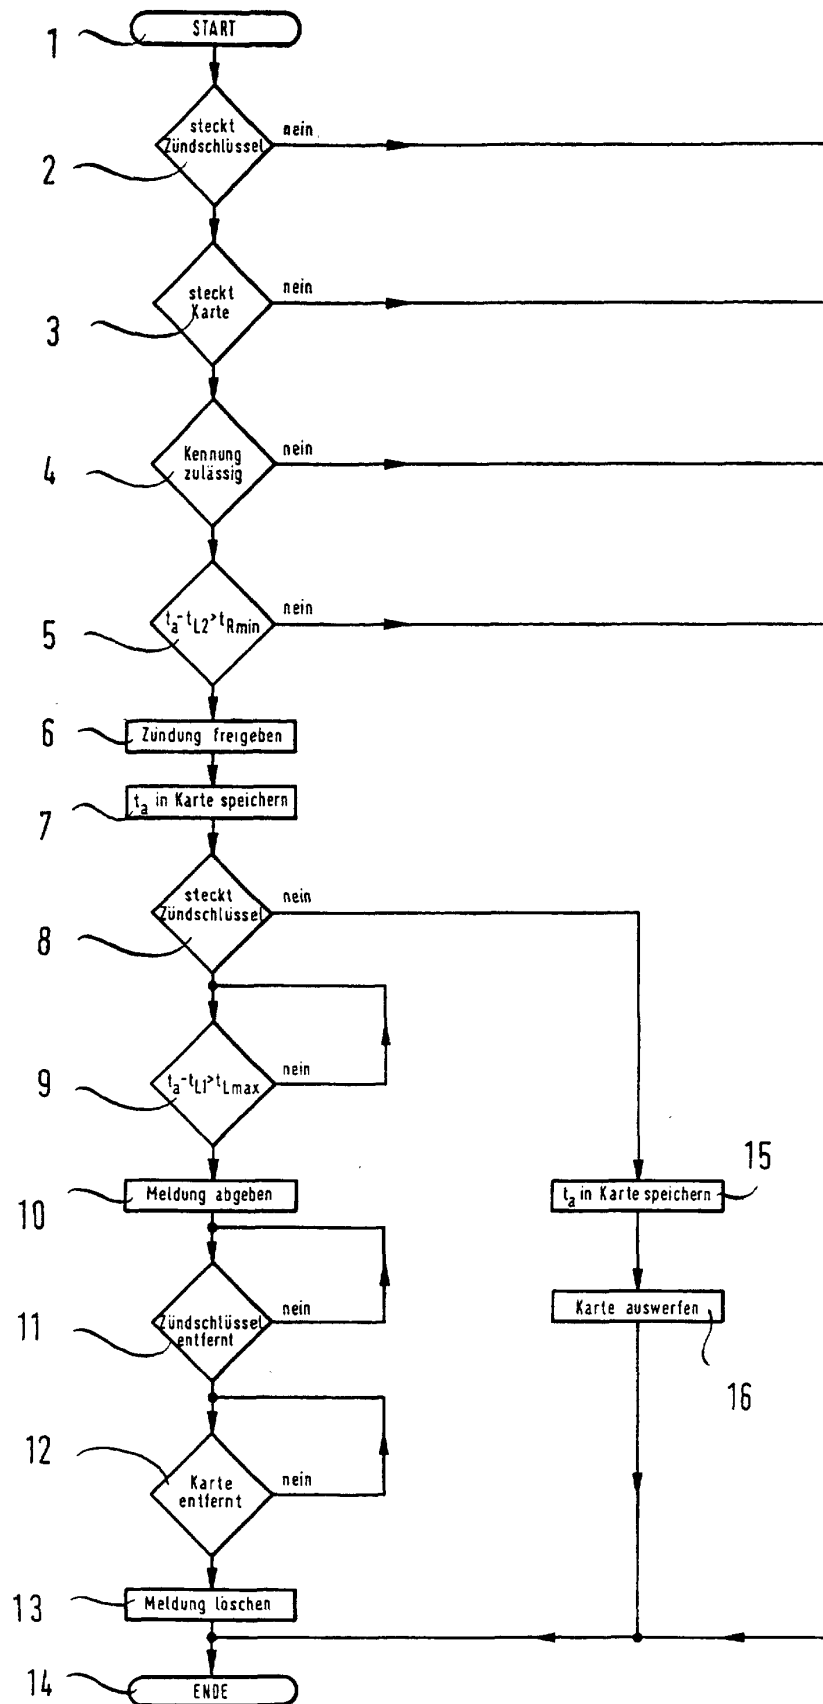 1
START
steckt
Zündschlüssel
nein
2
steckt
Karte
nein
3
Kennung
zulässig
nein
4
ta-tL2>tRmin
nein
5
6
Zündung freigeben
7
ta in Karte speichern
steckt
Zündschlüssel
nein
8
ta-tL1>tLmax
nein
9
10
Meldung abgeben
15
ta in Karte speichern
Zündschlüssel
entfernt
nein
11
Karte auswerfen
16
12
Karte
entfernt
nein
13
Meldung löschen
14
ENDE